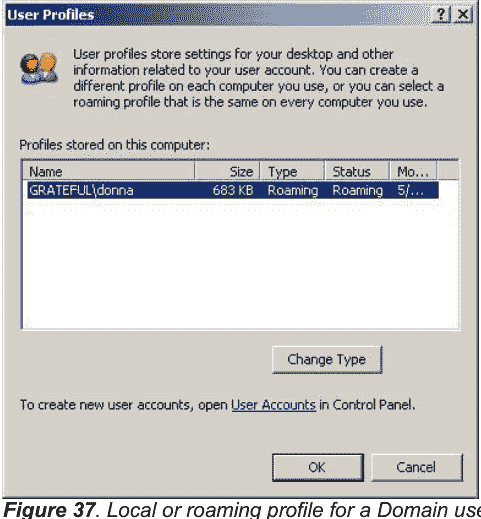 User Profiles
User profiles store settings for your desktop and other
information related to your user account. You can create a
different profile on each computer you use, or you can select a
roaming profile that is the same on every computer you use.
Profiles stored on this computer:
Name Size Type Status Mo...
GRATEFUL\donna 683 KB Roaming Roaming 5/...
Change Type
To create new user accounts, open User Accounts in Control Panel.
OK Cancel
Figure 37. Local or roaming profile for a Domain use